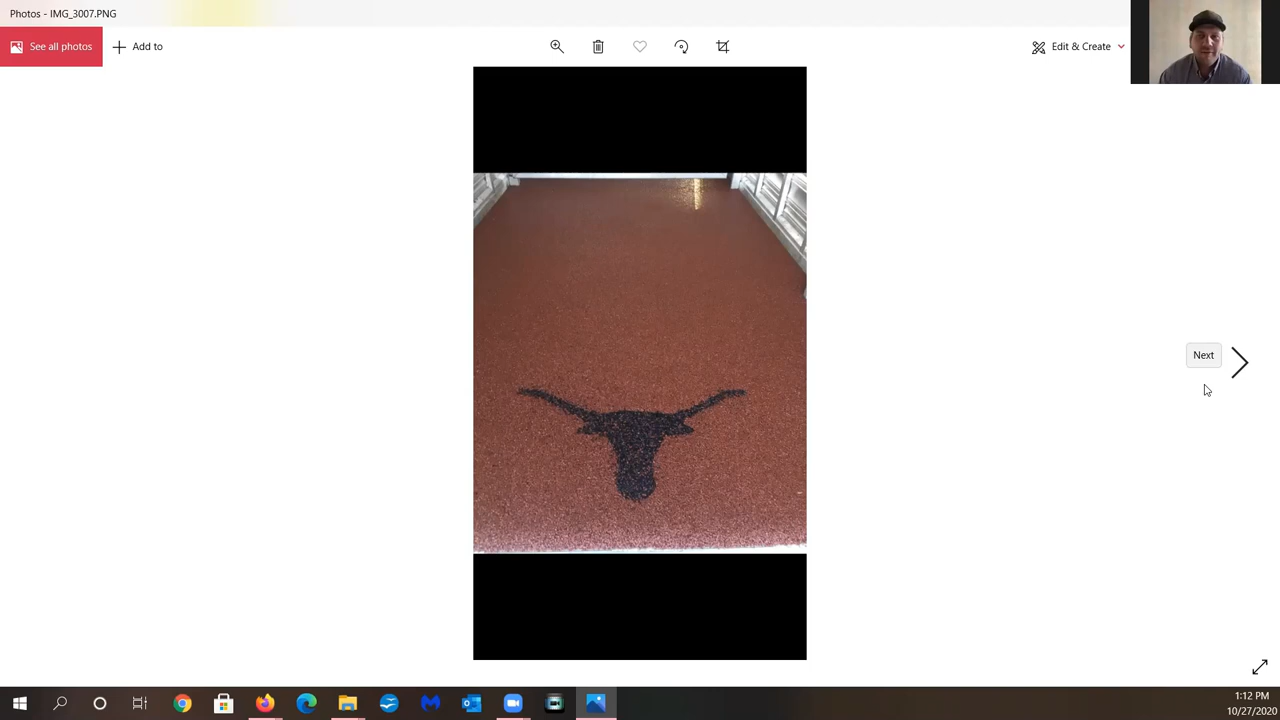 Photos - IMG_3007.PNG
See all photos
Add to
Edit & Create
Next
1:12 PM
10/27/2020